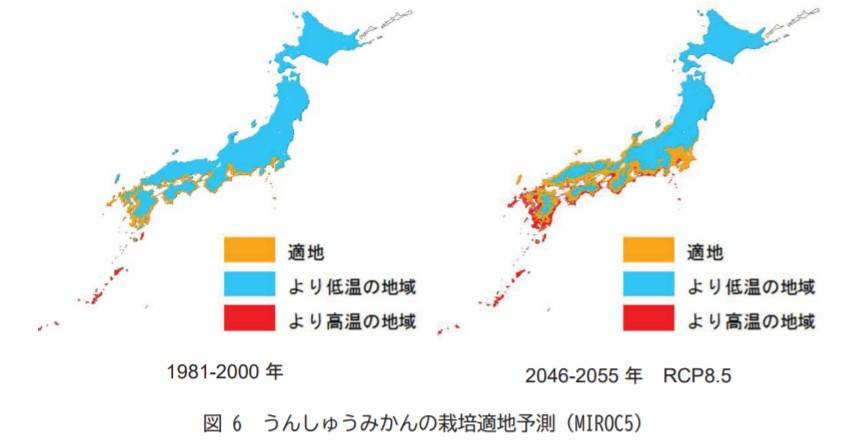 適地
より低温の地域
より高温の地域
1981-2000 年
適地
より低温の地域
より高温の地域
2046-2055 年　RCP8.5
図 6　うんしゅうみかんの栽培適地予測（MIROC5）